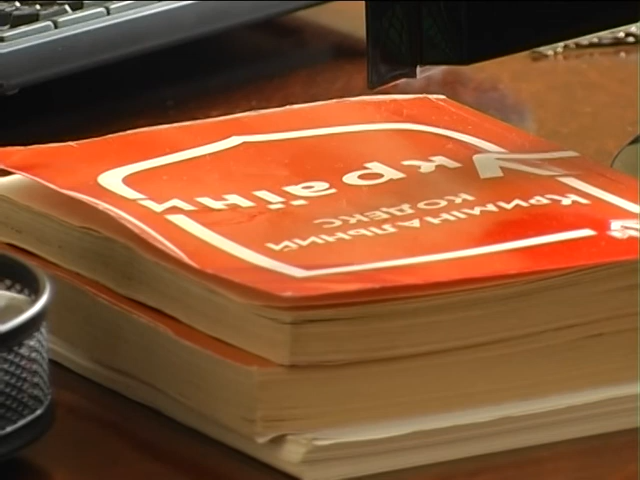 Кримінальний
кодекс
України